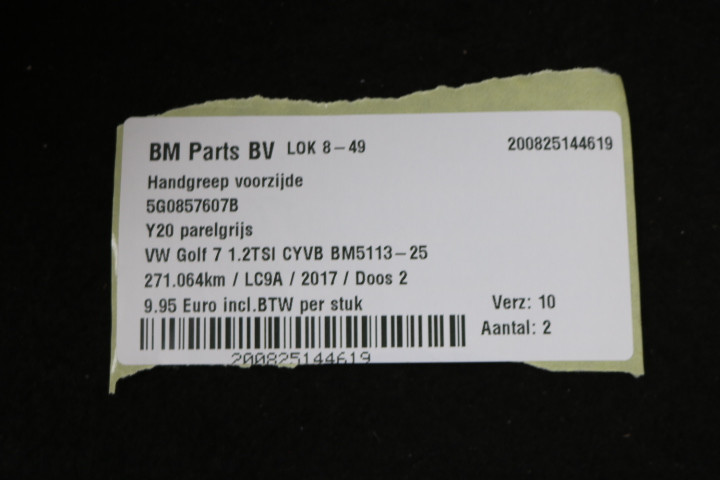 BM Parts BV LOK 8-49 200825144619
Handgreep voorzijde
5G0857607B
Y20 parelgrijs
VW Golf 7 1.2TSI CYVB BM5113-25
271.064km / LC9A / 2017 / Doos 2
9.95 Euro incl.BTW per stuk Verz: 10
Aantal: 2
200825144619